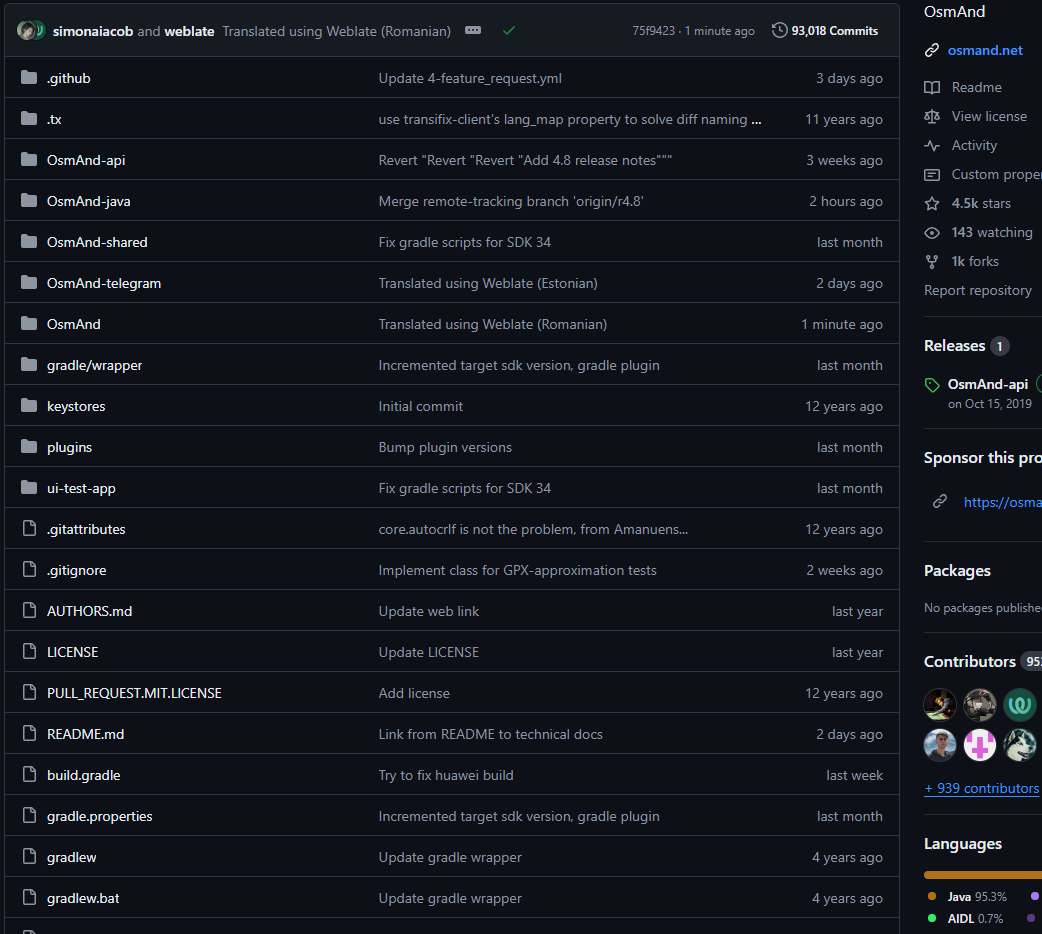 simonaiacob and weblate Translated using Weblate (Romanian) 75f9423 · 1 minute ago 93,018 Commits
.github Update 4-feature_request.yml 3 days ago
.tx use transifix-client's lang_map property to solve diff naming ... 11 years ago
OsmAnd-api Revert "Revert "Revert "Add 4.8 release notes""" 3 weeks ago
OsmAnd-java Merge remote-tracking branch 'origin/r4.8' 2 hours ago
OsmAnd-shared Fix gradle scripts for SDK 34 last month
OsmAnd-telegram Translated using Weblate (Estonian) 2 days ago
OsmAnd Translated using Weblate (Romanian) 1 minute ago
gradle/wrapper Incremented target sdk version, gradle plugin last month
keystores Initial commit 12 years ago
plugins Bump plugin versions last month
ui-test-app Fix gradle scripts for SDK 34 last month
.gitattributes core.autocrlf is not the problem, from Amanuens... 12 years ago
.gitignore Implement class for GPX-approximation tests 2 weeks ago
AUTHORS.md Update web link last year
LICENSE Update LICENSE last year
PULL_REQUEST.MIT.LICENSE Add license 12 years ago
README.md Link from README to technical docs 2 days ago
build.gradle Try to fix huawei build last week
gradle.properties Incremented target sdk version, gradle plugin last month
gradlew Update gradle wrapper 4 years ago
gradlew.bat Update gradle wrapper 4 years ago
OsmAnd
osmand.net
Readme
View license
Activity
Custom prope
4.5k stars
143 watching
1k forks
Report repository
Releases 1
OsmAnd-api
on Oct 15, 2019
Sponsor this pro
https://osma
Packages
No packages publishe
Contributors 953
+ 939 contributors
Languages
Java 95.3%
AIDL 0.7%